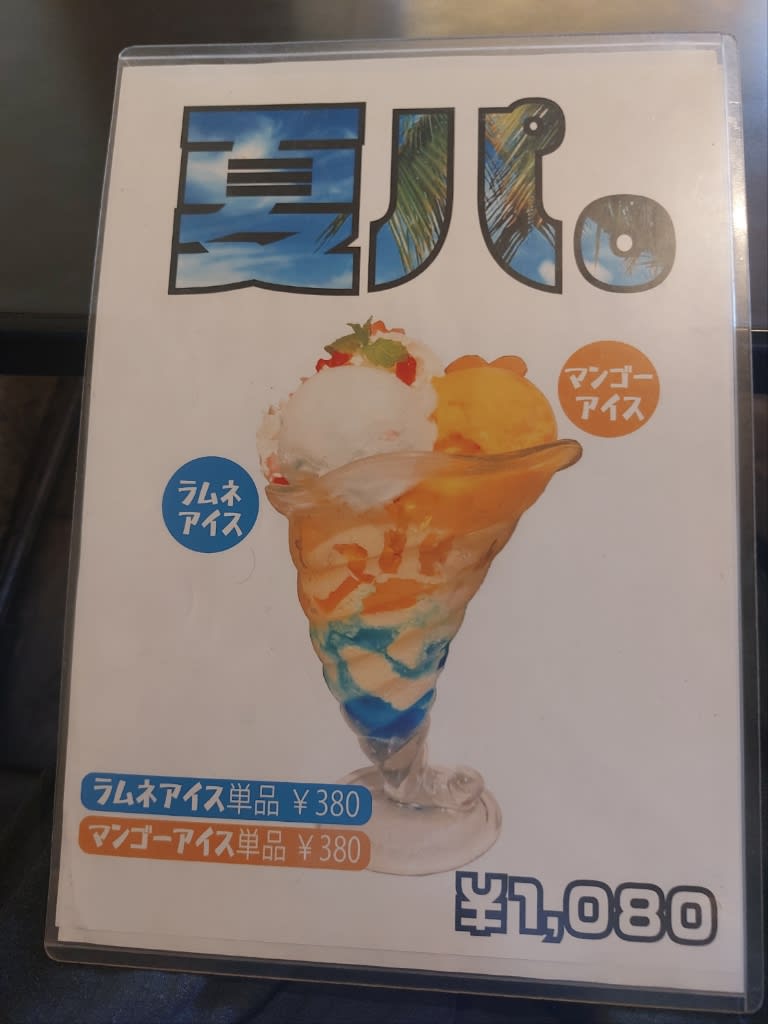 夏パ。
マンゴー
アイス
ラムネ
アイス
ラムネアイス単品 ¥380
マンゴーアイス単品 ¥380
¥1,080